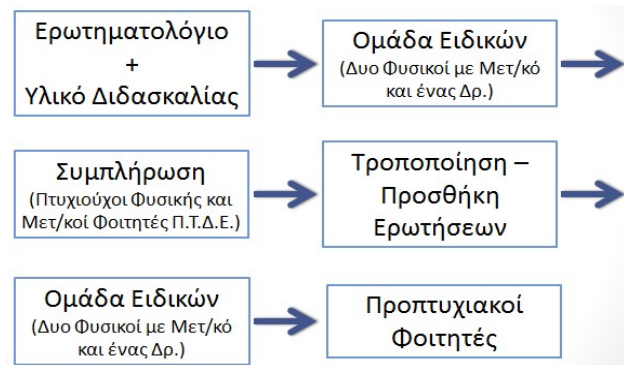 Ερωτηματολόγιο
+
Υλικό Διδασκαλίας
Ομάδα Ειδικών
(Δυο Φυσικοί με Μετ/κό
και ένας Δρ.)
Συμπλήρωση
(Πτυχιούχοι Φυσικής και
Μετ/κοί Φοιτητές Π.Τ.Δ.Ε.)
Τροποποίηση –
Προσθήκη
Ερωτήσεων
Ομάδα Ειδικών
(Δυο Φυσικοί με Μετ/κό
και ένας Δρ.)
Προπτυχιακοί
Φοιτητές